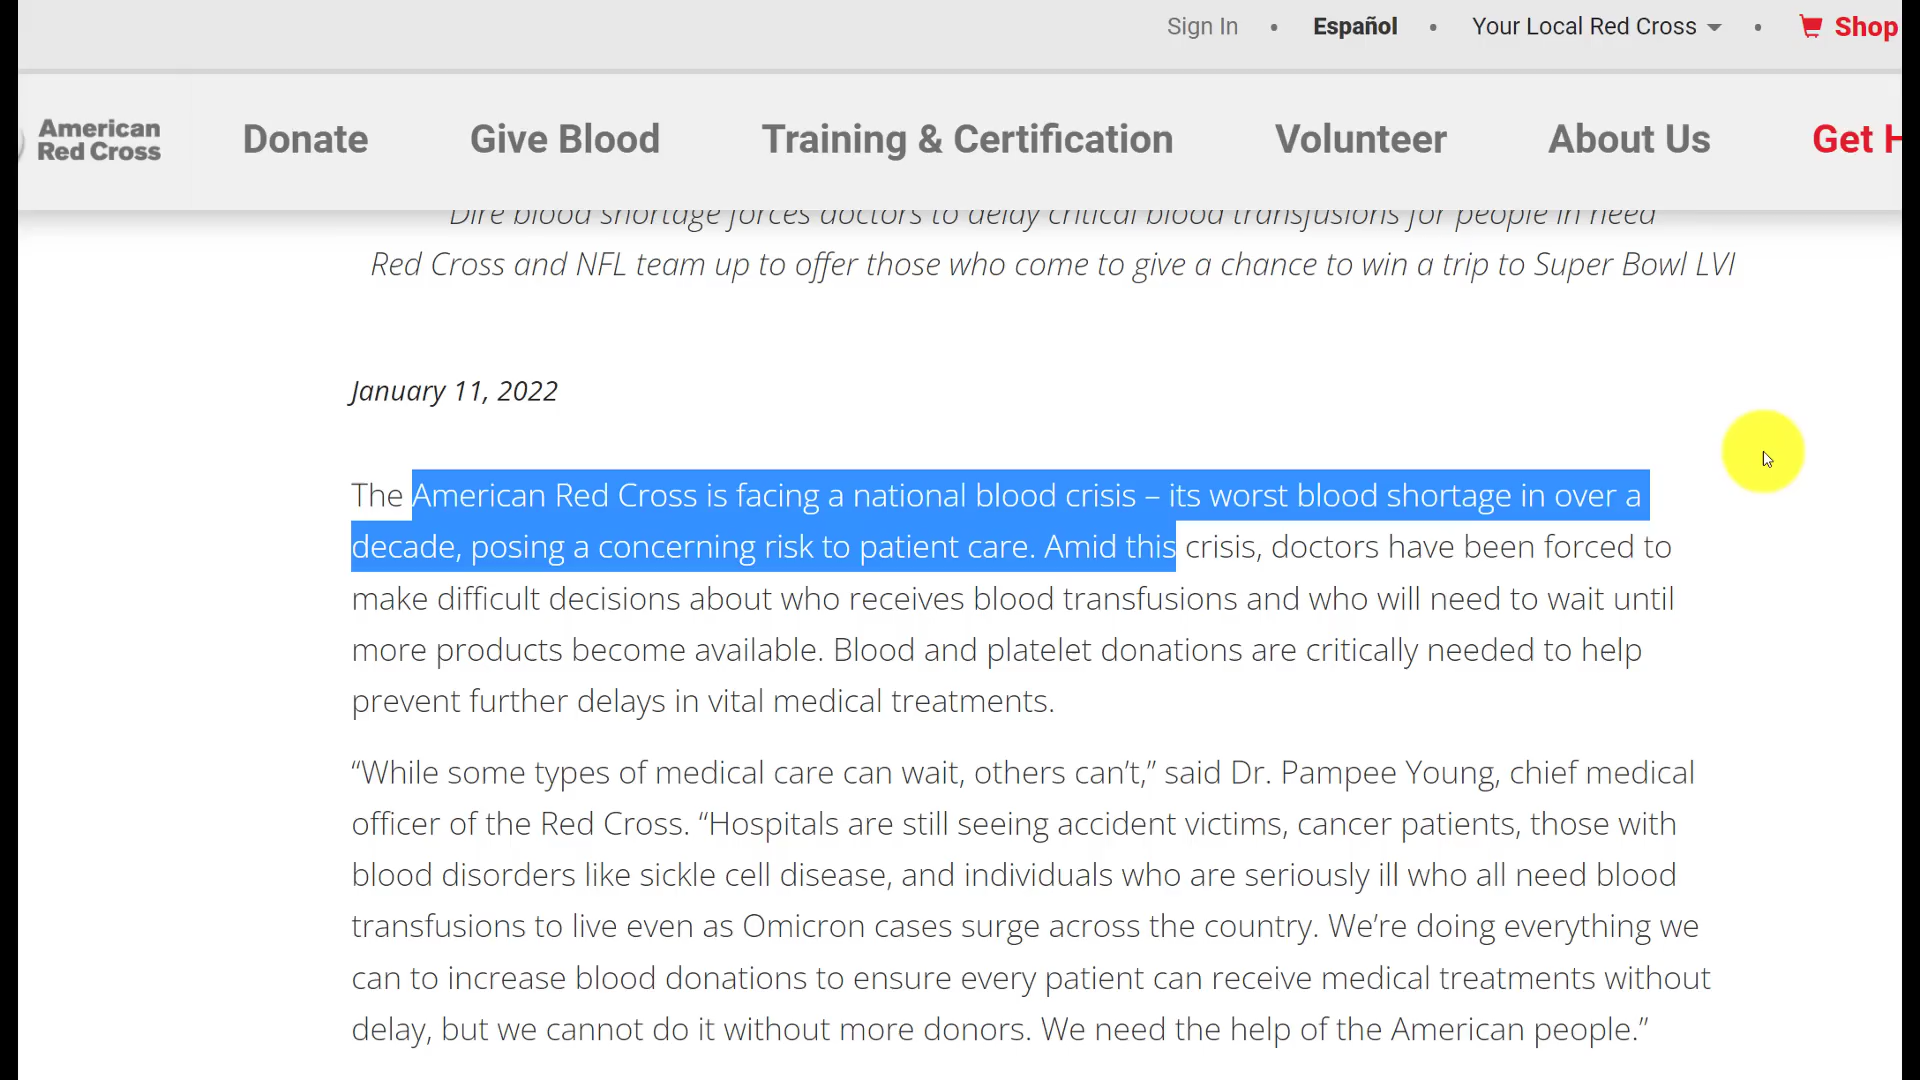 Sign In • Español • Your Local Red Cross • Shop
American
Red Cross
Donate Give Blood Training & Certification Volunteer About Us Get H
Dire blood shortage forces doctors to delay critical blood transfusions for people in need
Red Cross and NFL team up to offer those who come to give a chance to win a trip to Super Bowl LVI
January 11, 2022
The American Red Cross is facing a national blood crisis – its worst blood shortage in over a
decade, posing a concerning risk to patient care. Amid this crisis, doctors have been forced to
make difficult decisions about who receives blood transfusions and who will need to wait until
more products become available. Blood and platelet donations are critically needed to help
prevent further delays in vital medical treatments.
“While some types of medical care can wait, others can’t,” said Dr. Pampee Young, chief medical
officer of the Red Cross. “Hospitals are still seeing accident victims, cancer patients, those with
blood disorders like sickle cell disease, and individuals who are seriously ill who all need blood
transfusions to live even as Omicron cases surge across the country. We’re doing everything we
can to increase blood donations to ensure every patient can receive medical treatments without
delay, but we cannot do it without more donors. We need the help of the American people.”